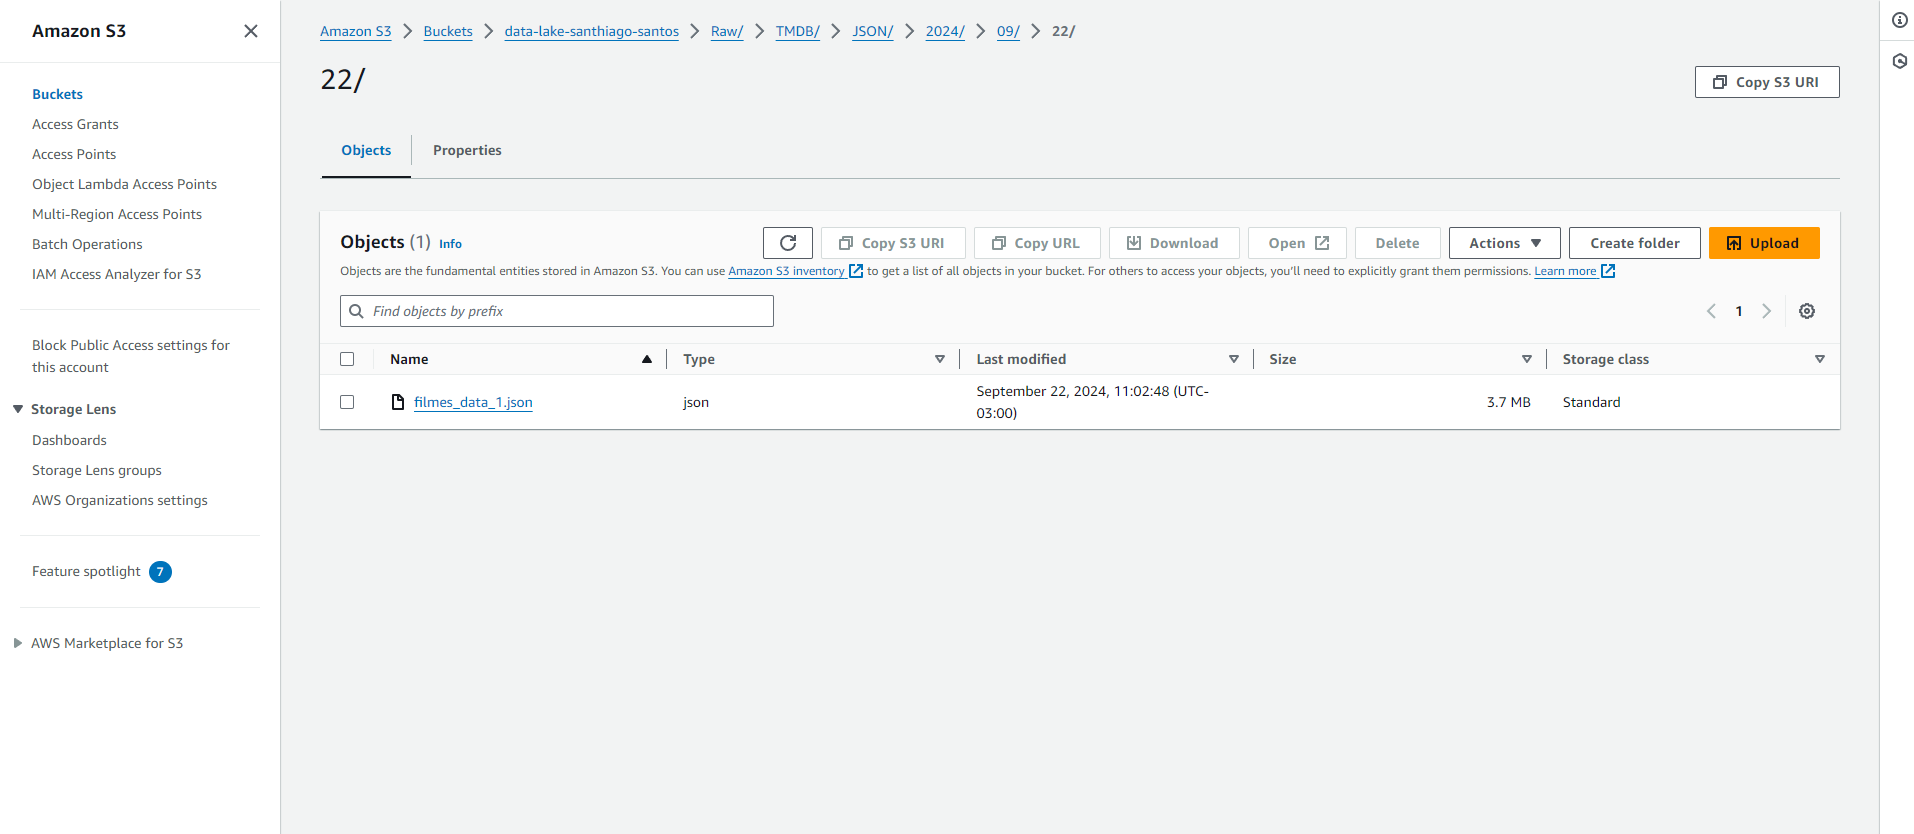 Amazon S3
Buckets
Access Grants
Access Points
Object Lambda Access Points
Multi-Region Access Points
Batch Operations
IAM Access Analyzer for S3
Block Public Access settings for
this account
Storage Lens
Dashboards
Storage Lens groups
AWS Organizations settings
Feature spotlight 7
AWS Marketplace for S3
Amazon S3 Buckets data-lake-santhiago-santos Raw/ TMDB/ JSON/ 2024/ 09/ 22/
22/
Copy S3 URI
Objects Properties
Objects (1) Info
Copy S3 URI Copy URL Download Open Delete Actions Create folder Upload
Objects are the fundamental entities stored in Amazon S3. You can use Amazon S3 inventory to get a list of all objects in your bucket. For others to access your objects, you'll need to explicitly grant them permissions. Learn more
Find objects by prefix
1
Name Type Last modified Size Storage class
filmes_data_1.json json September 22, 2024, 11:02:48 (UTC-
03:00) 3.7 MB Standard